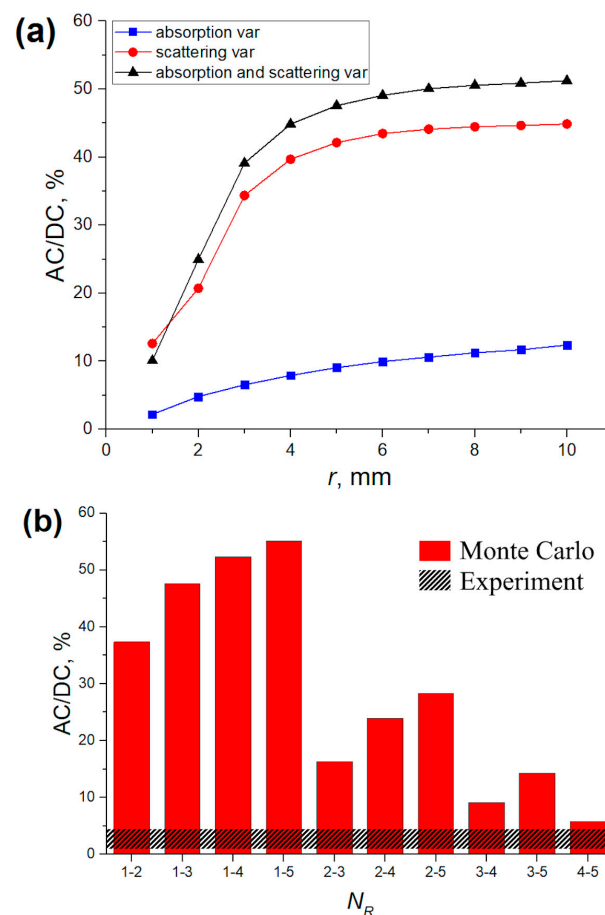 (a)
60
50
40
30
20
10
0
AC/DC, %
absorption var
scattering var
absorption and scattering var
0 2 4 6 8 10
r, mm
(b)
60
50
40
30
20
10
0
AC/DC, %
Monte Carlo
Experiment
1-2 1-3 1-4 1-5 2-3 2-4 2-5 3-4 3-5 4-5
N_R